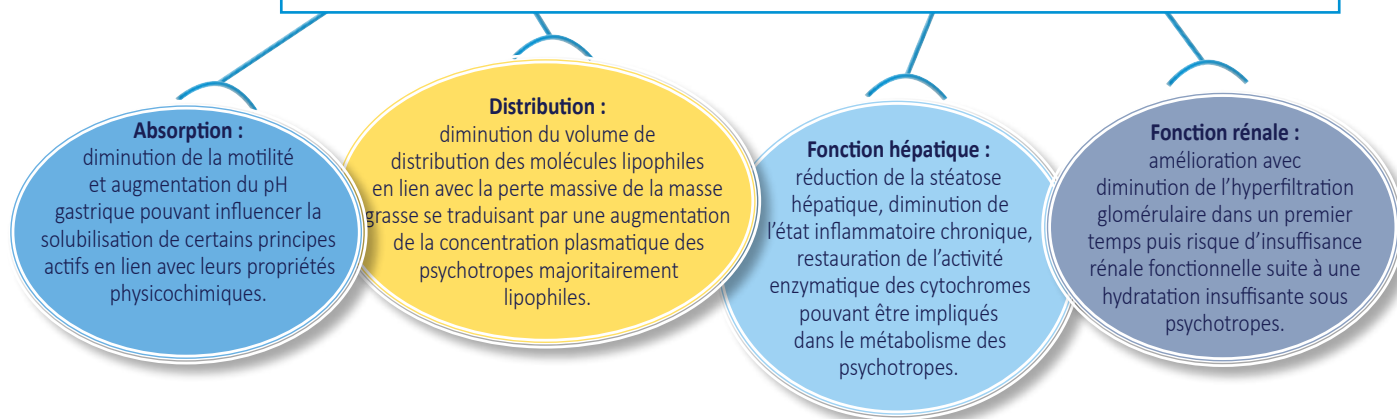 Absorption :
diminution de la motilité
et augmentation du pH
gastrique pouvant influencer la
solubilisation de certains principes
actifs en lien avec leurs propriétés
physicochimiques.
Distribution :
diminution du volume de
distribution des molécules lipophiles
en lien avec la perte massive de la masse
grasse se traduisant par une augmentation
de la concentration plasmatique des
psychotropes majoritairement
lipophiles.
Fonction hépatique :
réduction de la stéatose
hépatique, diminution de
l’état inflammatoire chronique,
restauration de l’activité
enzymatique des cytochromes
pouvant être impliqués
dans le métabolisme des
psychotropes.
Fonction rénale :
amélioration avec
diminution de l’hyperfiltration
glomérulaire dans un premier
temps puis risque d’insuffisance
rénale fonctionnelle suite à une
hydratation insuffisante sous
psychotropes.